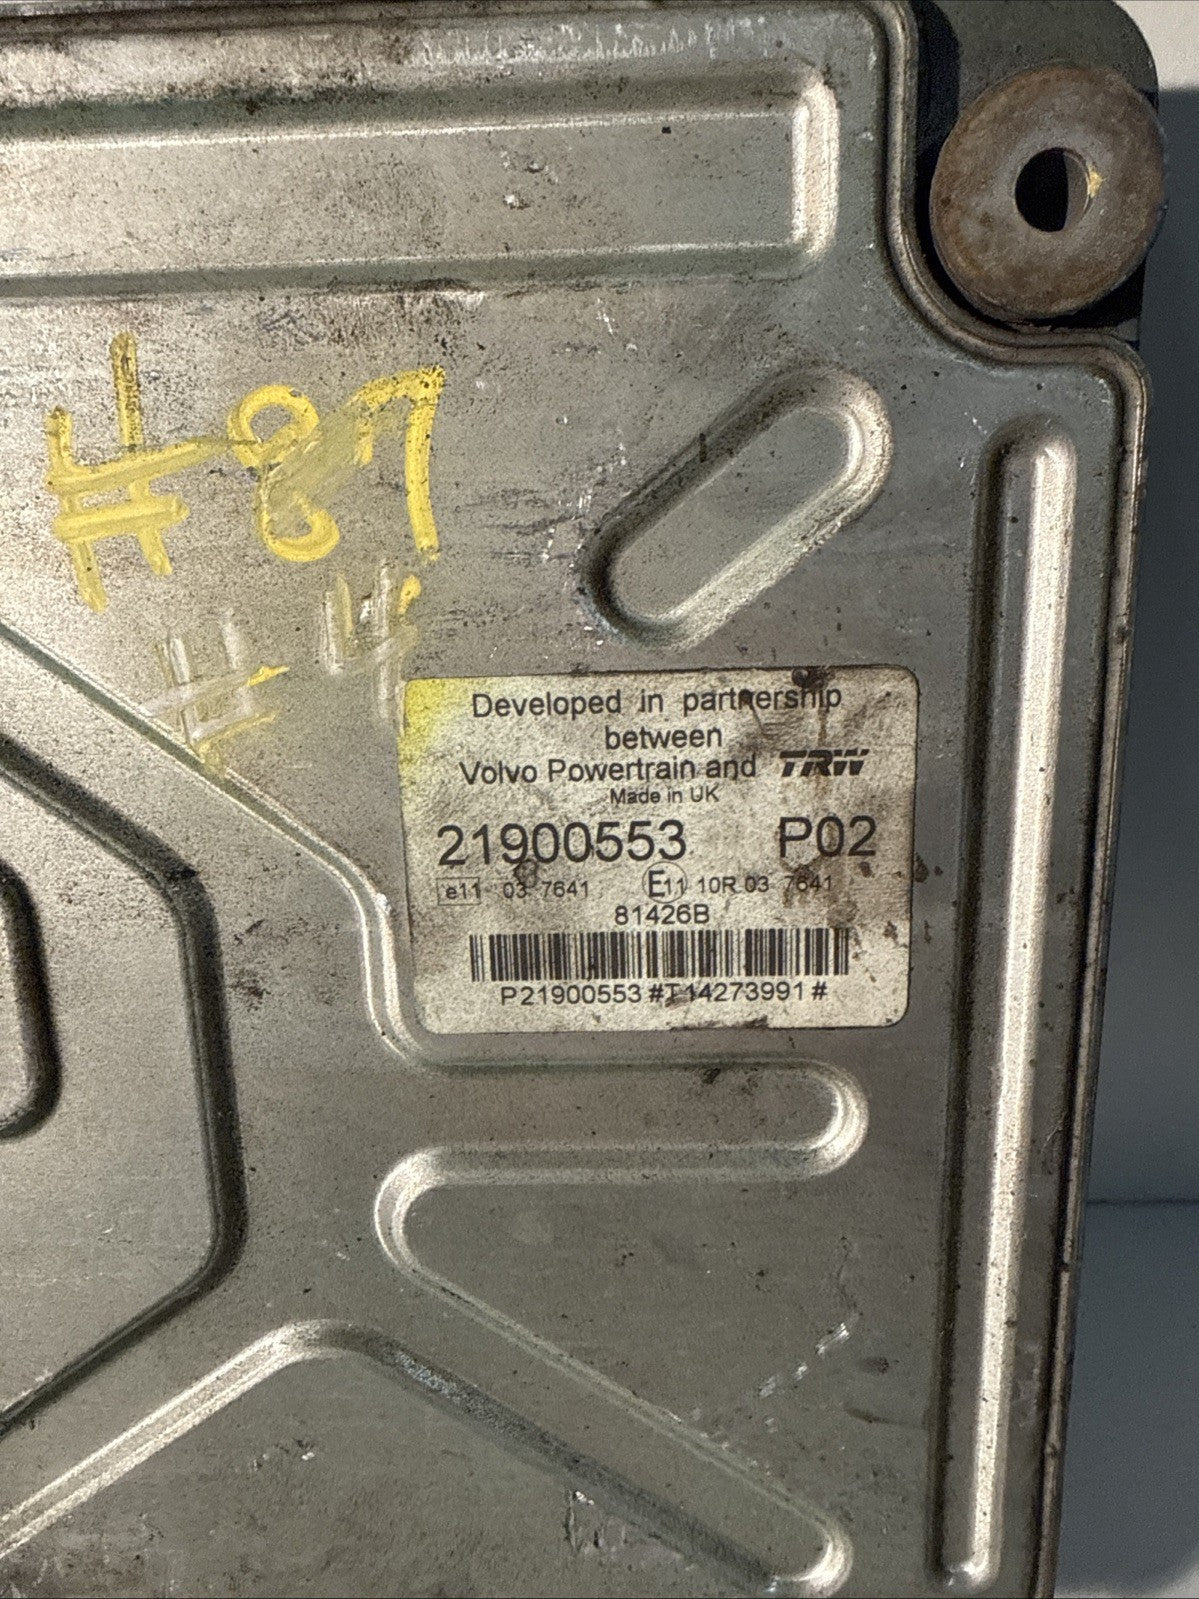 #87
# 4
Developed in partnership
between
Volvo Powertrain and TRW
Made in UK
21900553 P02
e11 03 7641 E11 10R 03 7641
81426B
P21900553#T14273991#